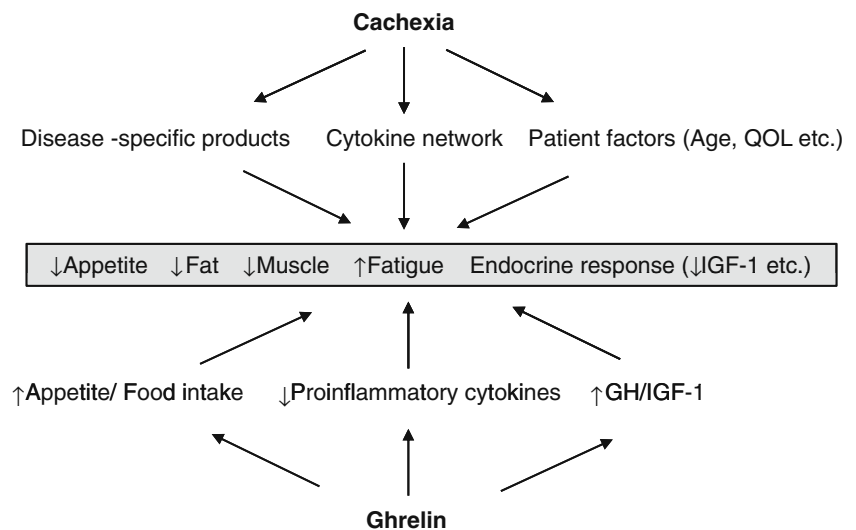 Cachexia
Disease -specific products Cytokine network Patient factors (Age, QOL etc.)
↓Appetite ↓Fat ↓Muscle ↑Fatigue Endocrine response (↓IGF-1 etc.)
↑Appetite/ Food intake ↓Proinflammatory cytokines ↑GH/IGF-1
Ghrelin